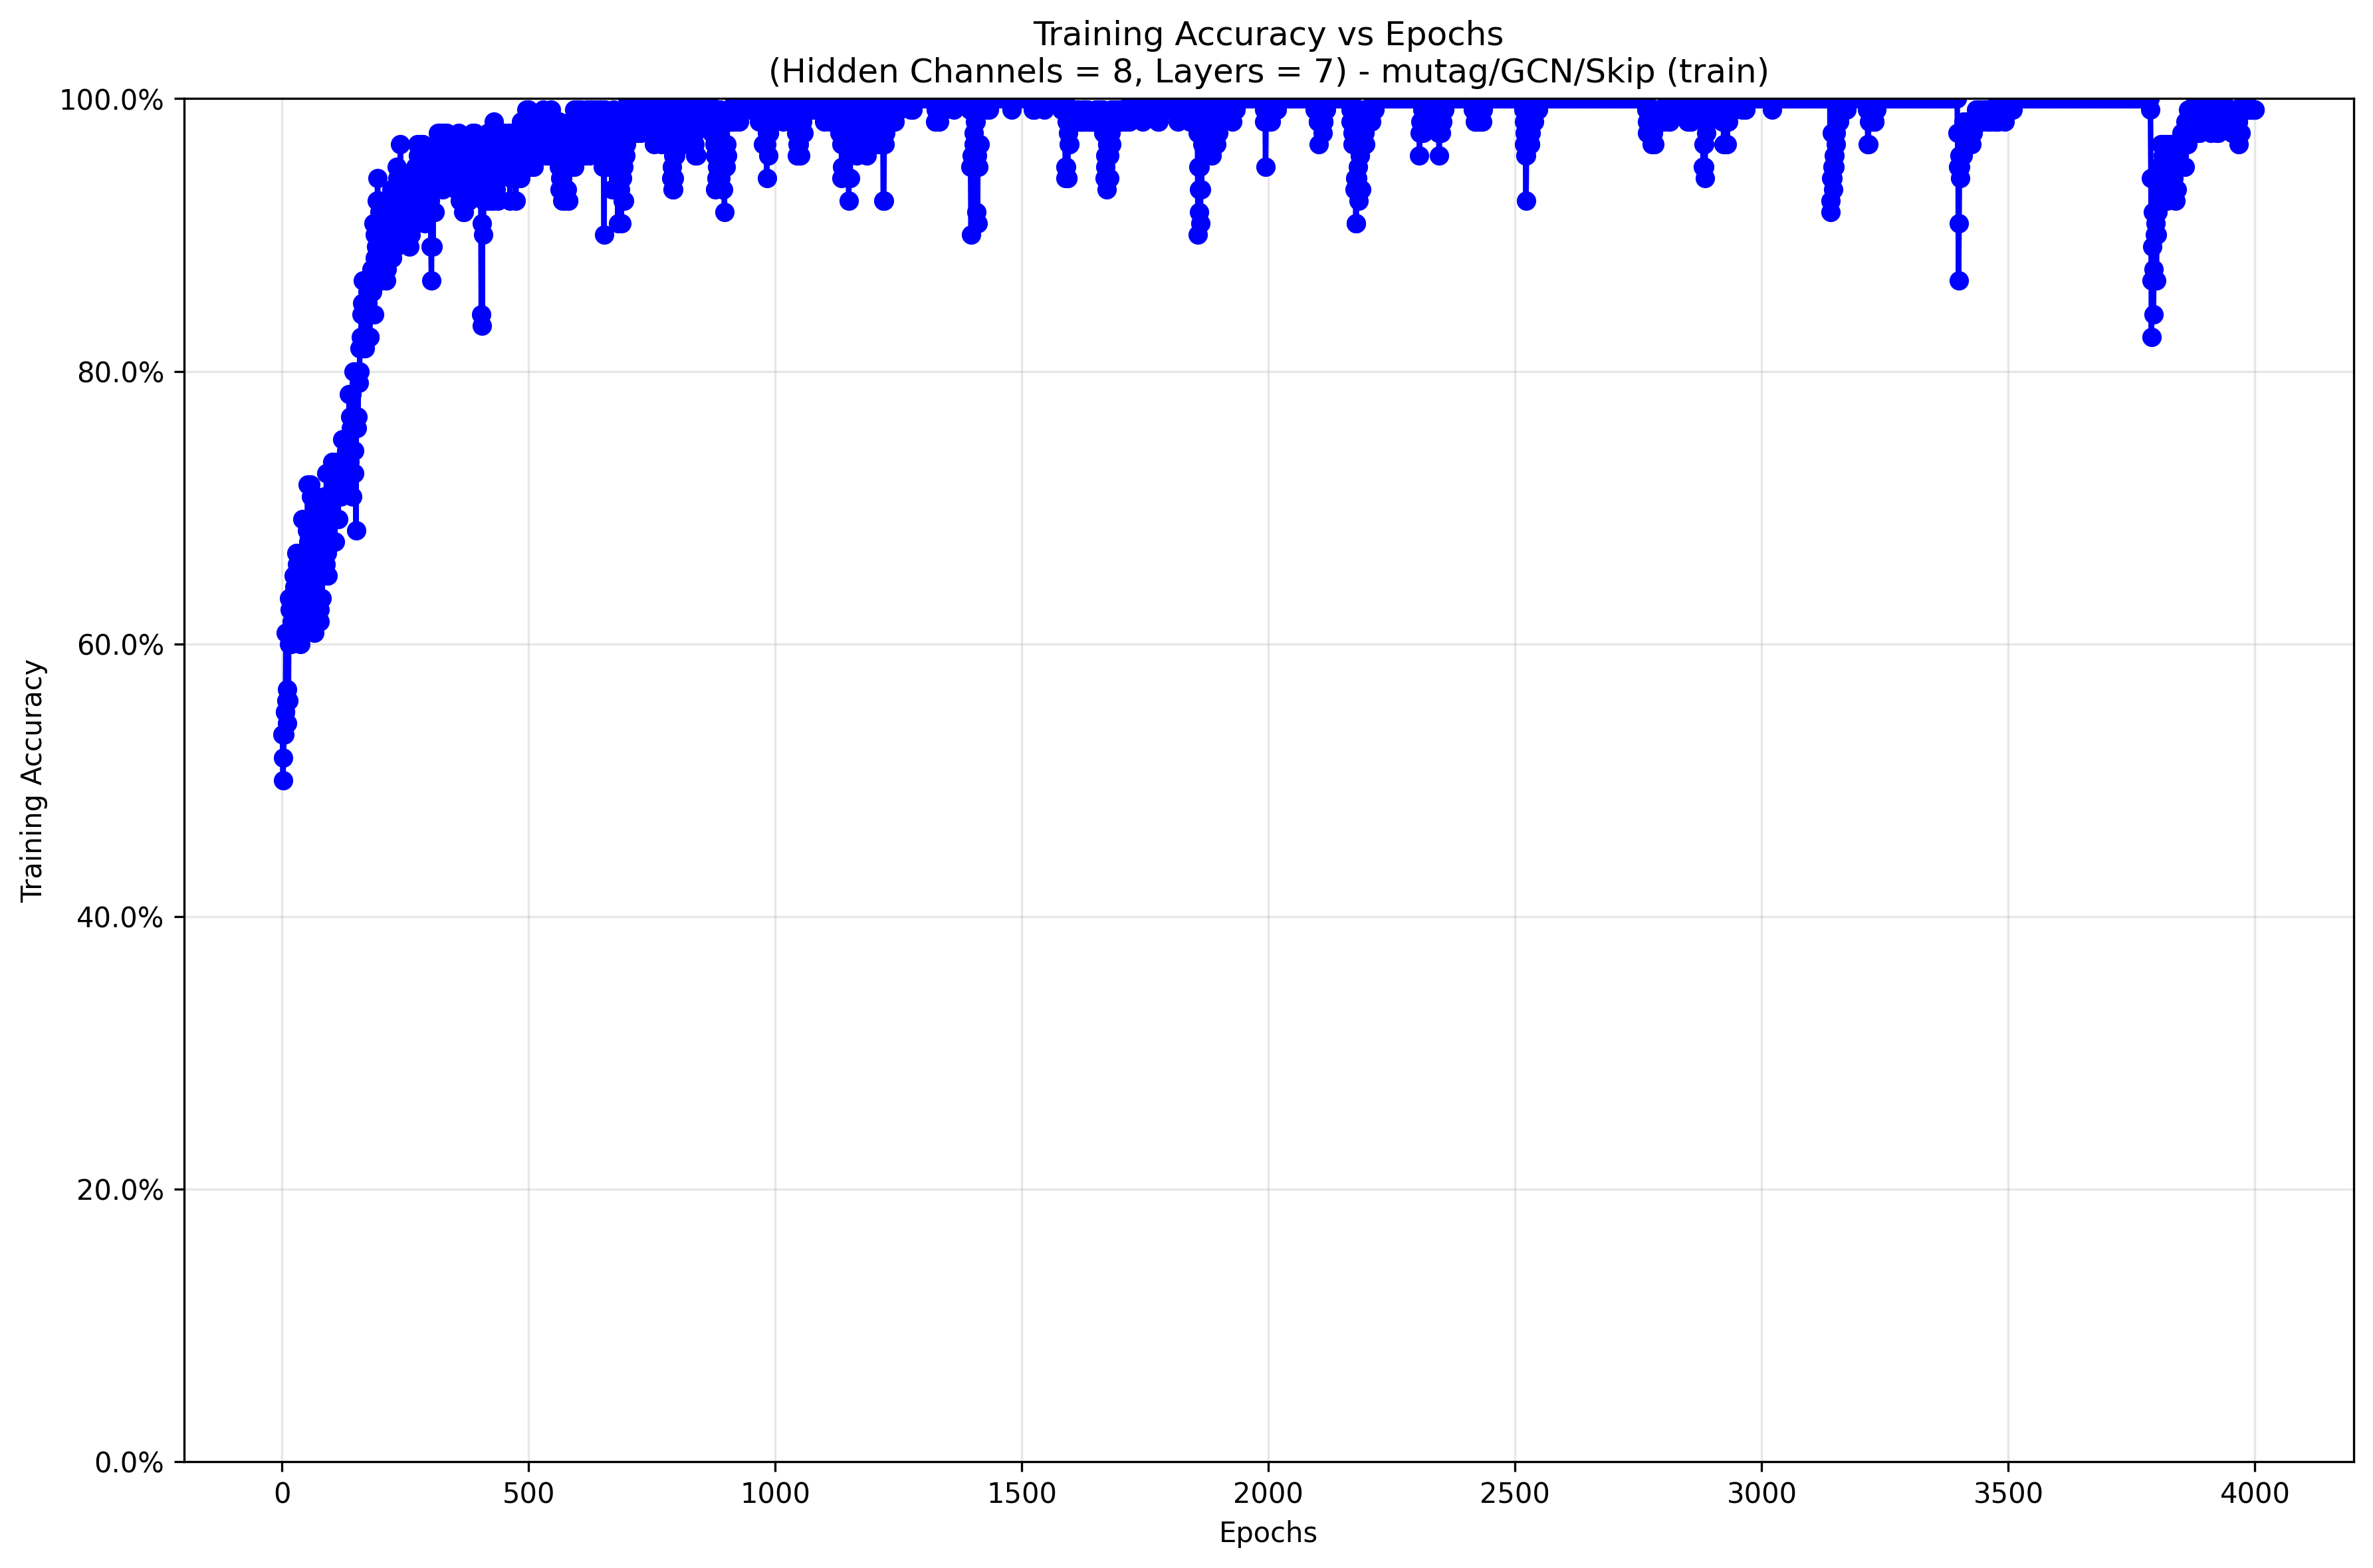 Training Accuracy vs Epochs
(Hidden Channels = 8, Layers = 7) - mutag/GCN/Skip (train)
100.0%
80.0%
60.0%
40.0%
20.0%
0.0%
Training Accuracy
0 500 1000 1500 2000 2500 3000 3500 4000
Epochs